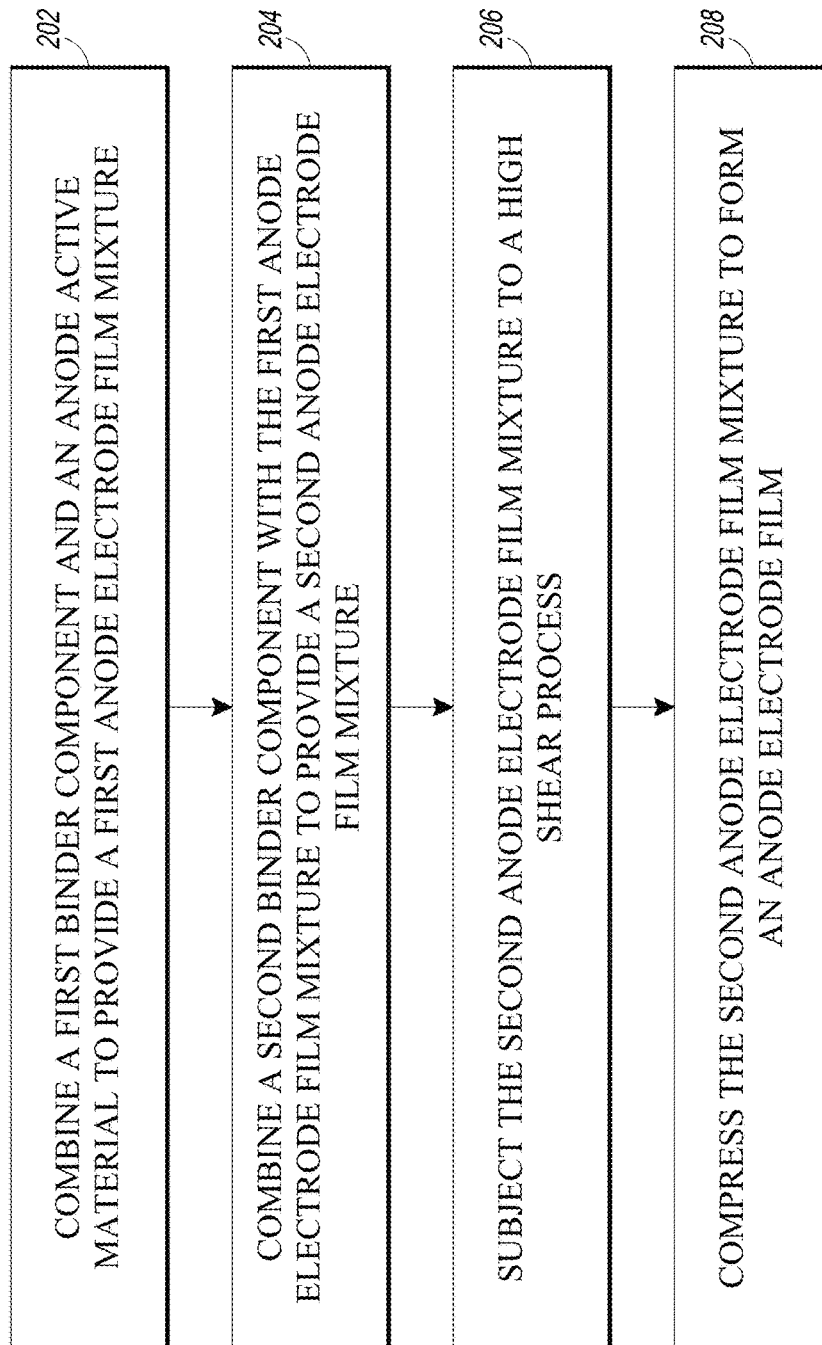 202
COMBINE A FIRST BINDER COMPONENT AND AN ANODE ACTIVE
MATERIAL TO PROVIDE A FIRST ANODE ELECTRODE FILM MIXTURE
204
COMBINE A SECOND BINDER COMPONENT WITH THE FIRST ANODE
ELECTRODE FILM MIXTURE TO PROVIDE A SECOND ANODE ELECTRODE
FILM MIXTURE
206
SUBJECT THE SECOND ANODE ELECTRODE FILM MIXTURE TO A HIGH
SHEAR PROCESS
208
COMPRESS THE SECOND ANODE ELECTRODE FILM MIXTURE TO FORM
AN ANODE ELECTRODE FILM